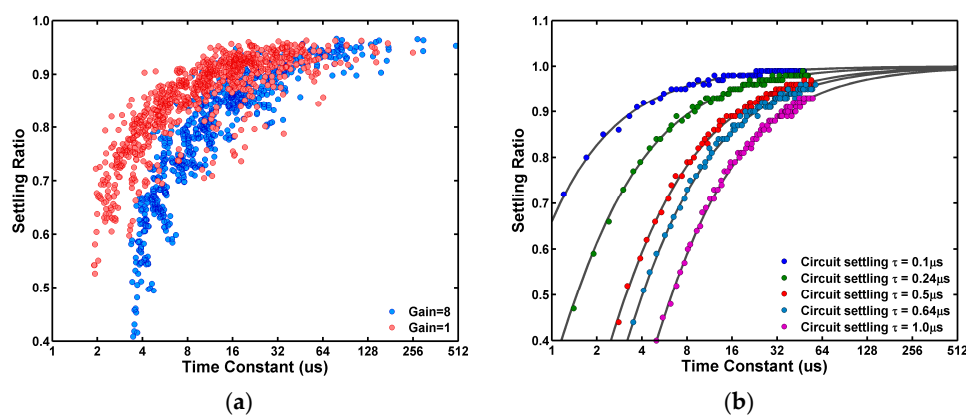 1.0
0.9
0.8
0.7
0.6
0.5
0.4
Settling Ratio
1 2 4 8 16 32 64 128 256 512
Time Constant (us)
Gain=8
Gain=1
(a)
1.1
1.0
0.9
0.8
0.7
0.6
0.5
0.4
Settling Ratio
1 2 4 8 16 32 64 128 256 512
Time Constant (us)
Circuit settling τ = 0.1µs
Circuit settling τ = 0.24µs
Circuit settling τ = 0.5µs
Circuit settling τ = 0.64µs
Circuit settling τ = 1.0µs
(b)